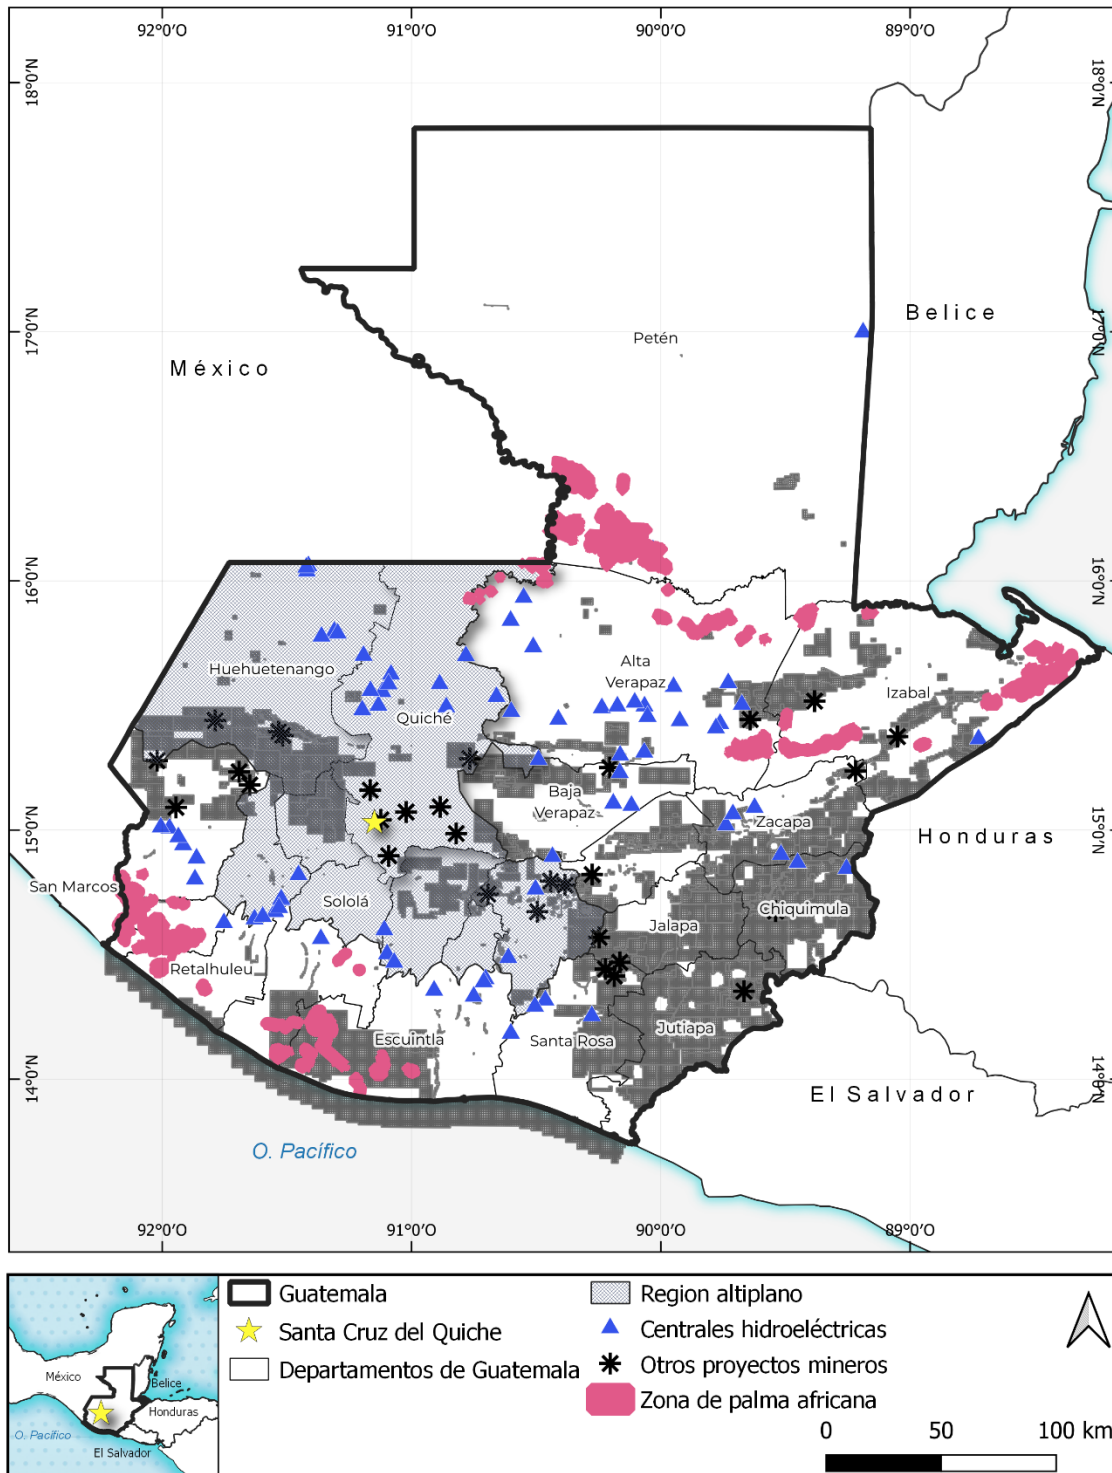 92°0'O 91°0'O 90°0'O 89°0'O
18°0'N 18°0'N
Belice
17°0'N 17°0'N
Petén
México
16°0'N 16°0'N
Huehuetenango
Alta
Verapaz
Izabal
Quiché
Baja
Verapaz
Zacapa
15°0'N 15°0'N
Honduras
San Marcos
Sololá
Chiquimula
Jalapa
Retalhuleu
Escuintla
Santa Rosa
Jutiapa
14°0'N 14°0'N
El Salvador
O. Pacífico
92°0'O 91°0'O 90°0'O 89°0'O
México
Belice
Honduras
O. Pacífico
El Salvador
Guatemala
Santa Cruz del Quiche
Departamentos de Guatemala
Region altiplano
Centrales hidroeléctricas
Otros proyectos mineros
Zona de palma africana
0 50 100 km